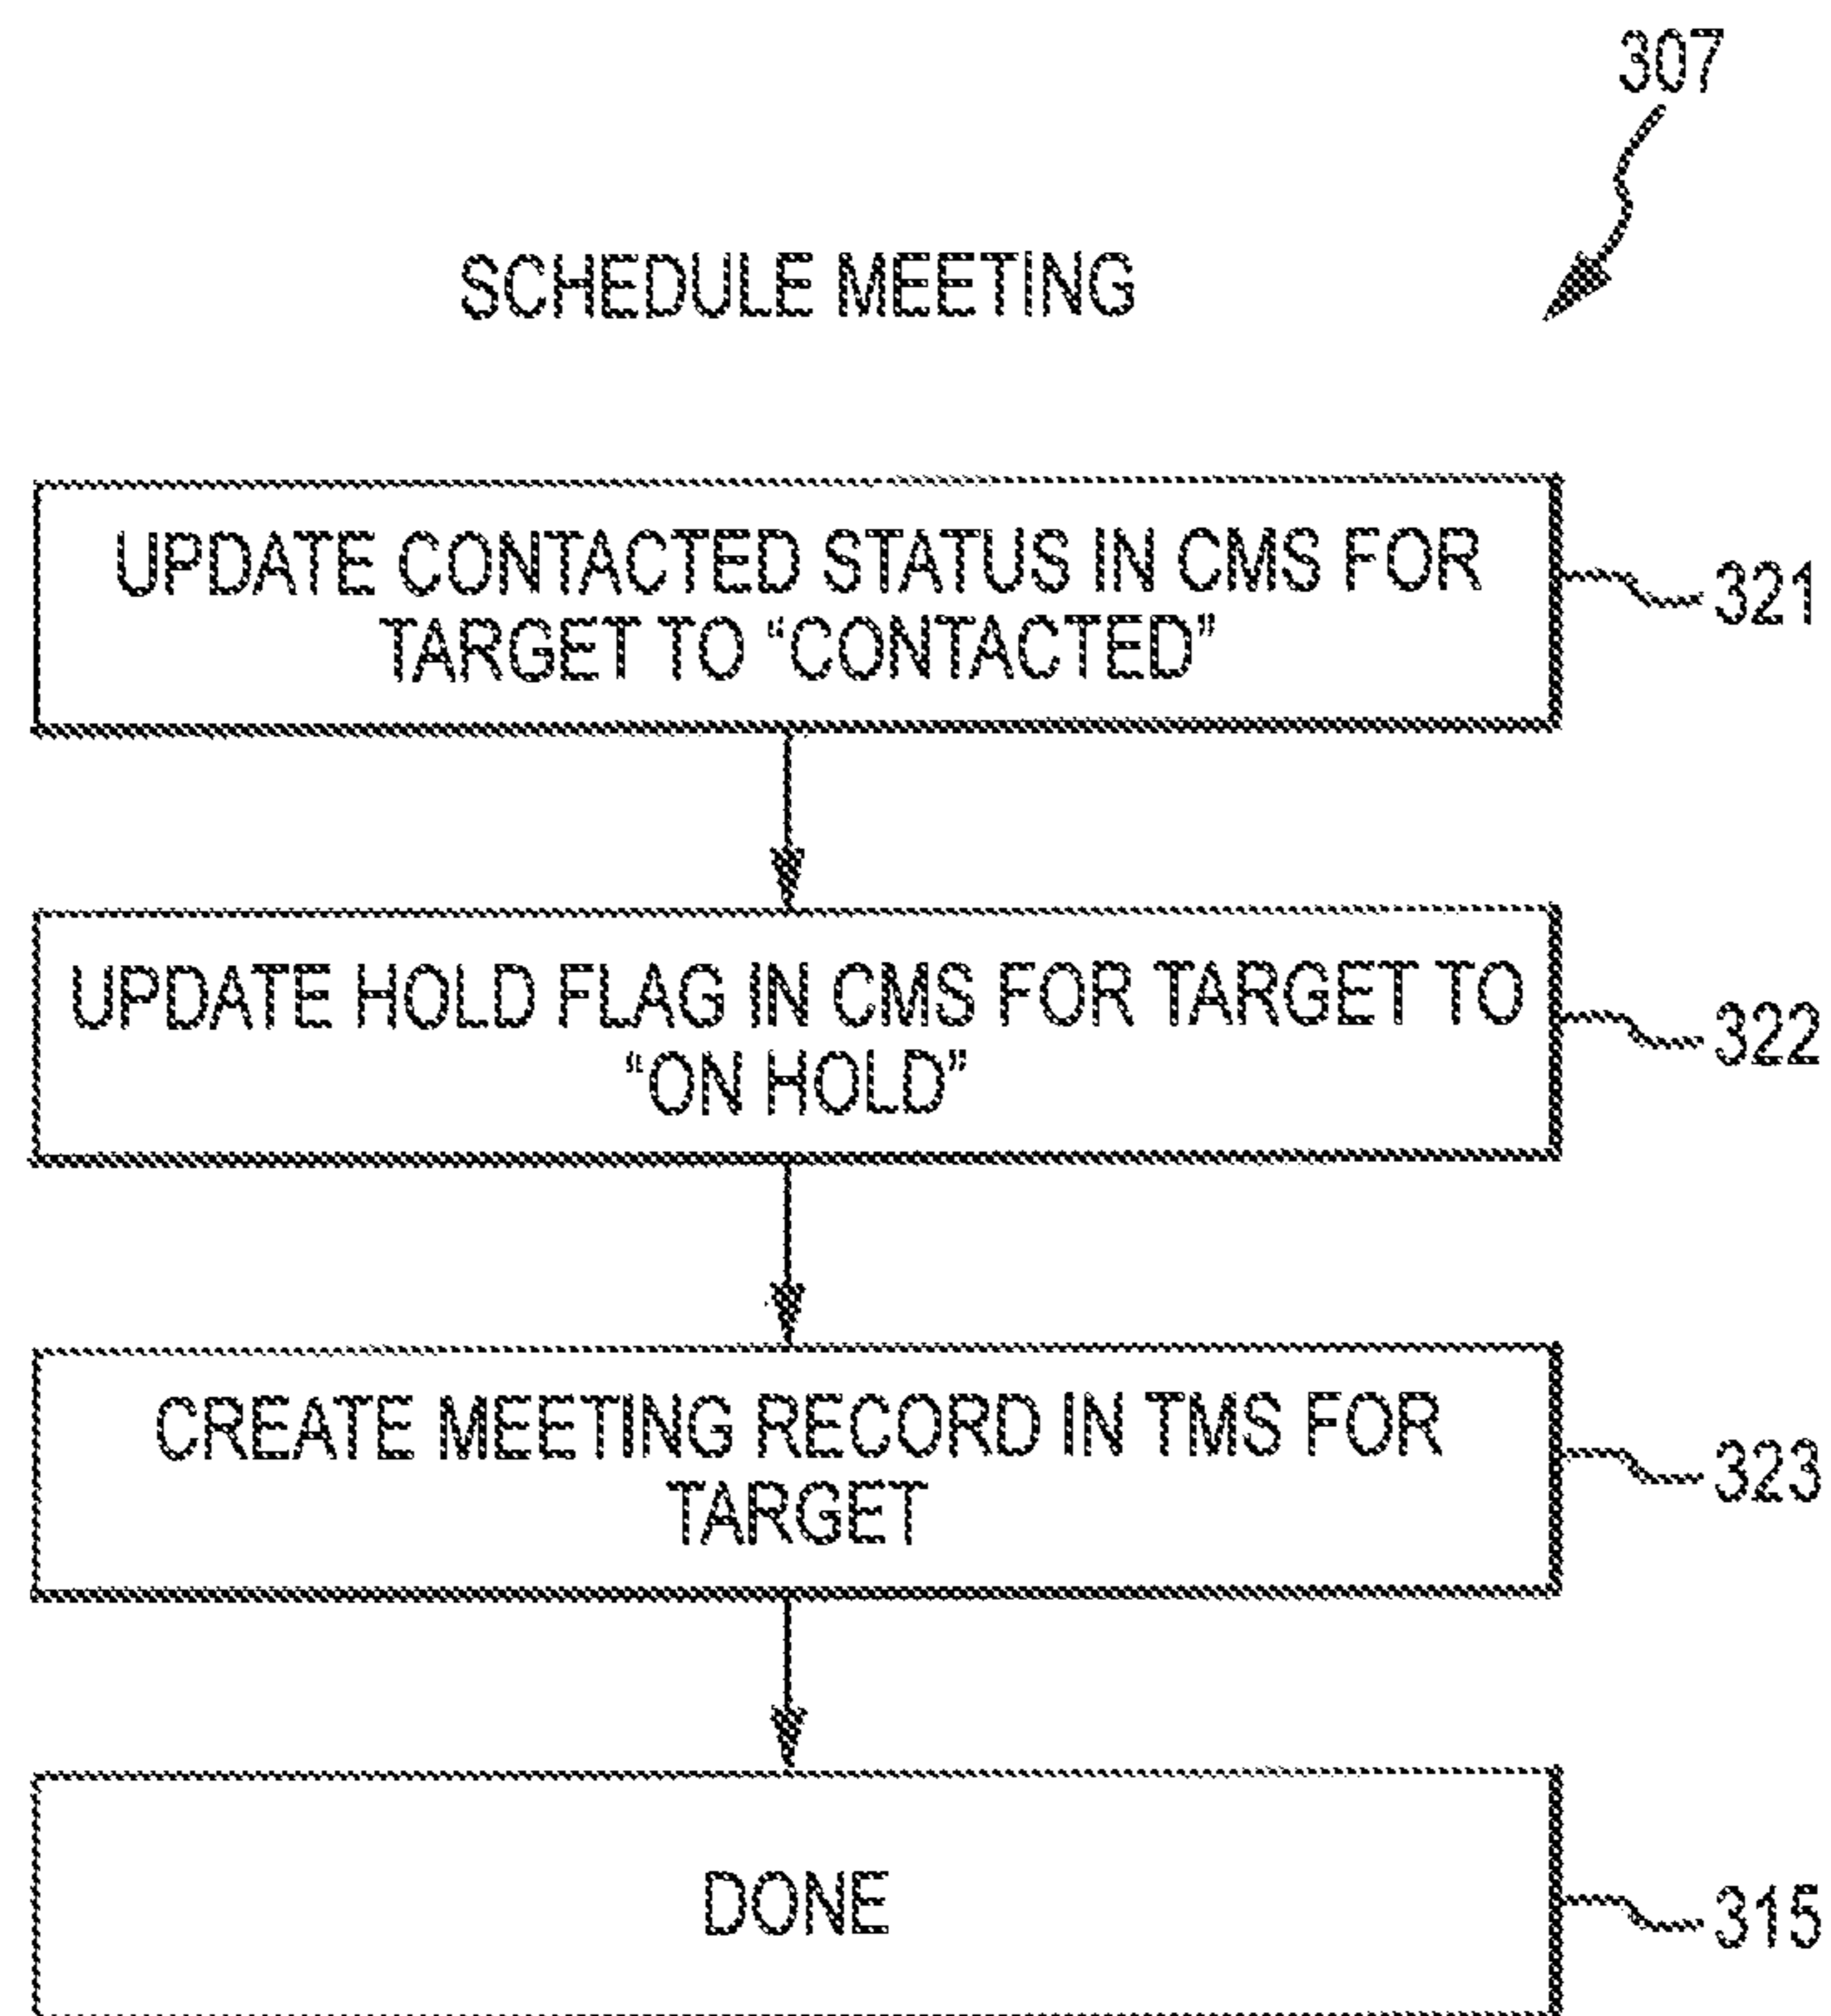 307
SCHEDULE MEETING
UPDATE CONTACTED STATUS IN CMS FOR
TARGET TO "CONTACTED"
321
UPDATE HOLD FLAG IN CMS FOR TARGET TO
"ON HOLD"
322
CREATE MEETING RECORD IN TMS FOR
TARGET
323
DONE
315